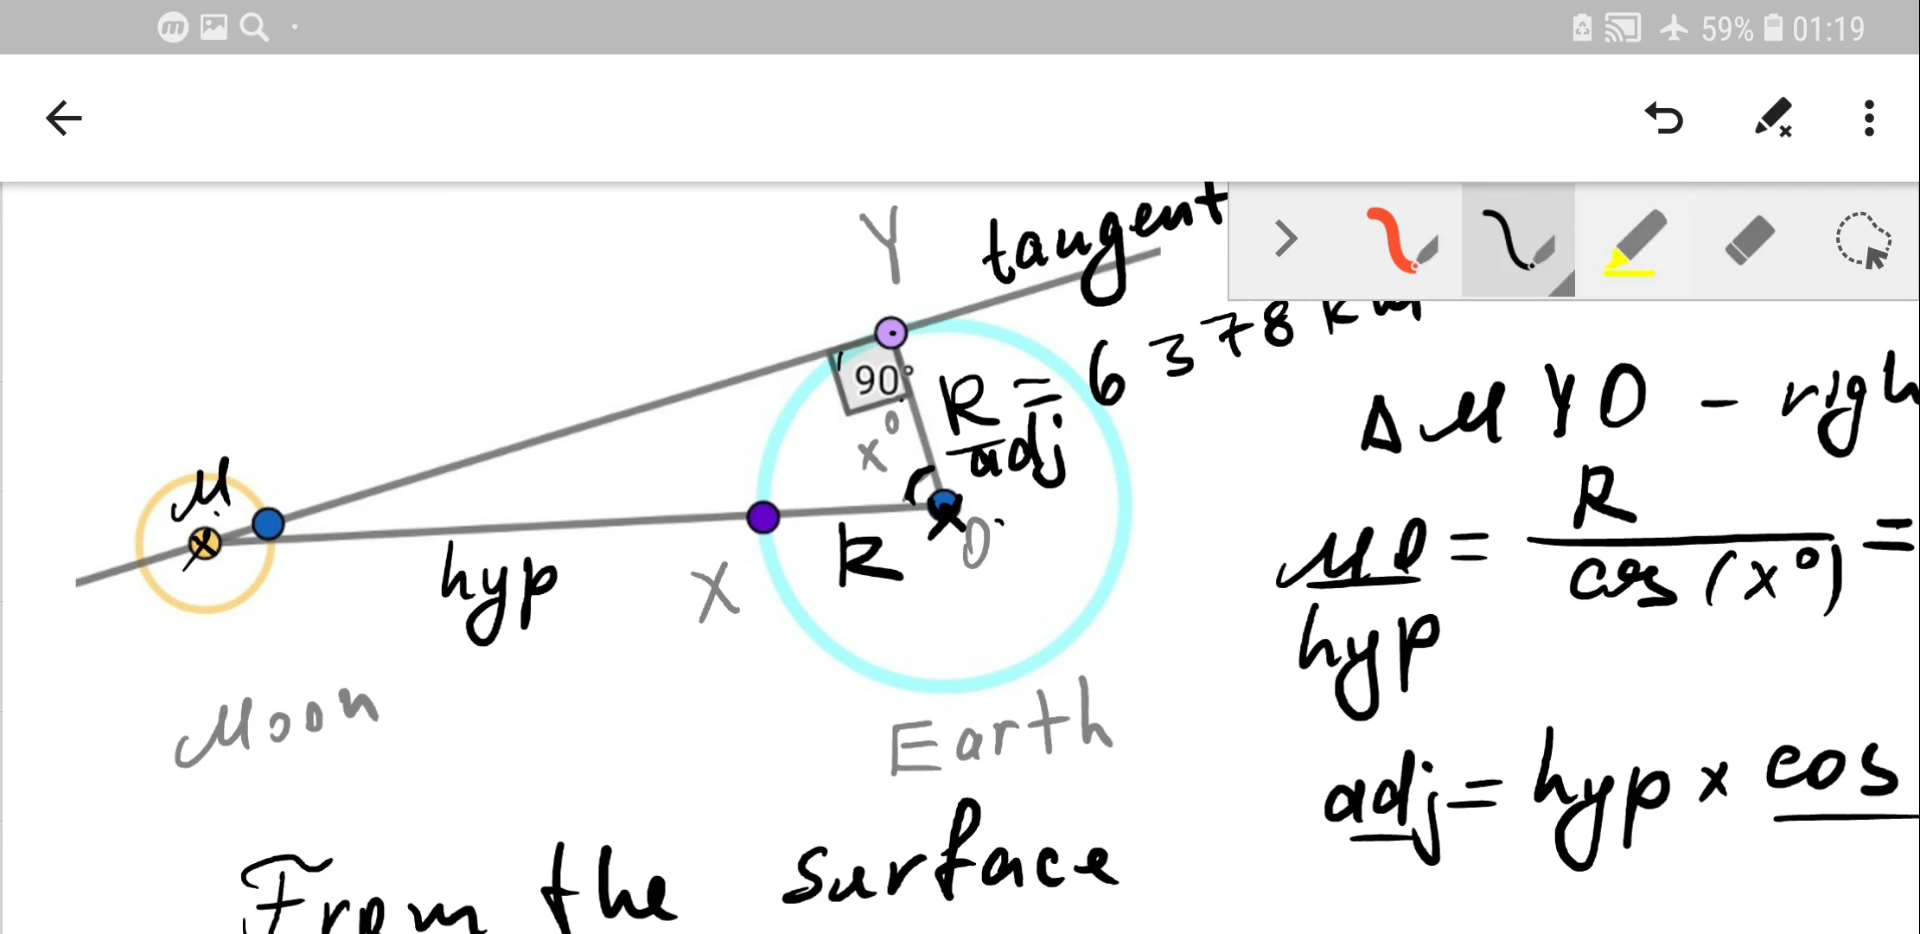 59% 01:19
Y tangent
R = 6378 km
90°
x°
adj
M
O
hyp
X
R
Moon
Earth
From the surface
Δ MYO - righ
MO = R / cos (x°) =
hyp
adj = hyp × cos